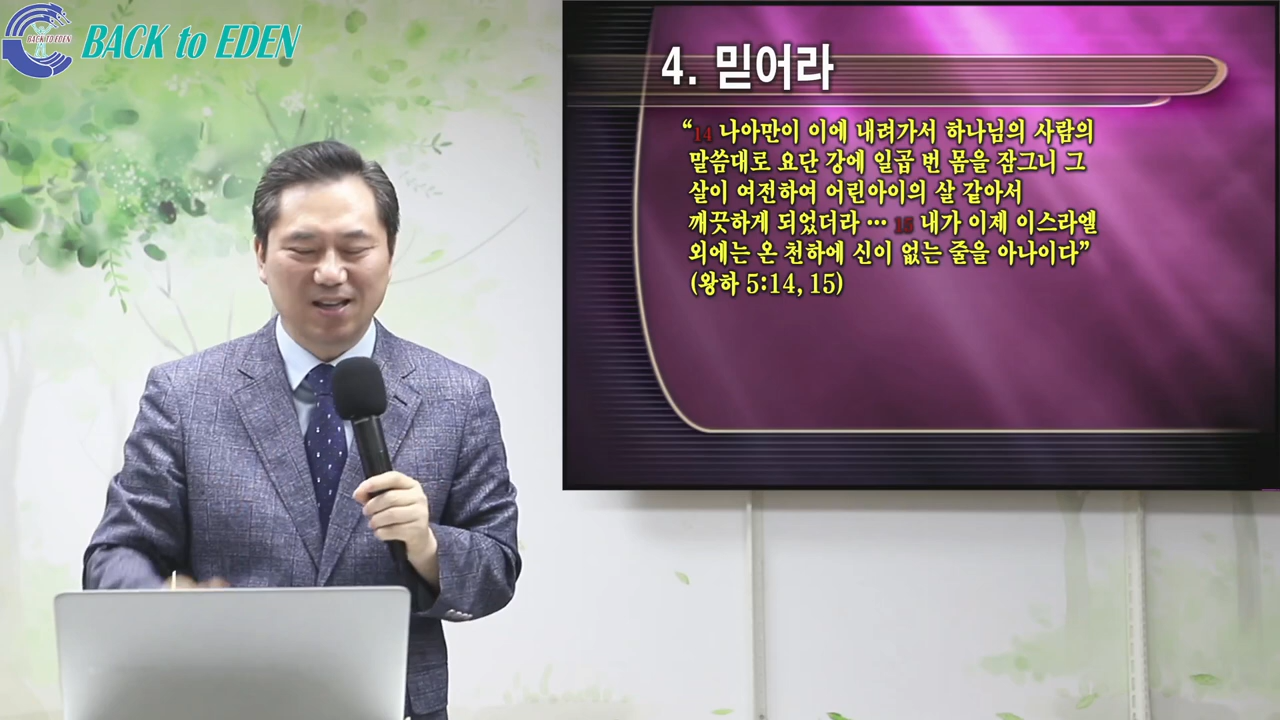 BACK TO EDEN
BACK to EDEN
4. 믿어라
“14 나아만이 이에 내려가서 하나님의 사람의
말씀대로 요단 강에 일곱 번 몸을 잠그니 그
살이 여전하여 어린아이의 살 같아서
깨끗하게 되었더라 … 15 내가 이제 이스라엘
외에는 온 천하에 신이 없는 줄을 아나이다”
(왕하 5:14, 15)